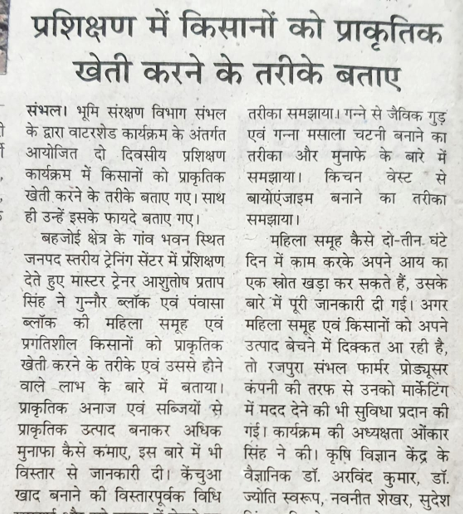 प्रशिक्षण में किसानों को प्राकृतिक
खेती करने के तरीके बताए
संभल। भूमि संरक्षण विभाग संभल
के द्वारा वाटरशेड कार्यक्रम के अंतर्गत
आयोजित दो दिवसीय प्रशिक्षण
कार्यक्रम में किसानों को प्राकृतिक
खेती करने के तरीके बताए गए। साथ
ही उन्हें इसके फायदे बताए गए।
बहजोई क्षेत्र के गांव भवन स्थित
जनपद स्तरीय ट्रेनिंग सेंटर में प्रशिक्षण
देते हुए मास्टर ट्रेनर आशुतोष प्रताप
सिंह ने गुन्नौर ब्लॉक एवं पंवासा
ब्लॉक की महिला समूह एवं
प्रगतिशील किसानों को प्राकृतिक
खेती करने के तरीके एवं उससे होने
वाले लाभ के बारे में बताया।
प्राकृतिक अनाज एवं सब्जियों से
प्राकृतिक उत्पाद बनाकर अधिक
मुनाफा कैसे कमाए, इस बारे में भी
विस्तार से जानकारी दी। केंचुआ
खाद बनाने की विस्तारपूर्वक विधि
तरीका समझाया। गन्ने से जैविक गुड़
एवं गन्ना मसाला चटनी बनाने का
तरीका और मुनाफे के बारे में
समझाया। किचन वेस्ट से
बायोएंजाइम बनाने का तरीका
समझाया।
महिला समूह कैसे दो-तीन घंटे
दिन में काम करके अपने आय का
एक स्रोत खड़ा कर सकते हैं, उसके
बारे में पूरी जानकारी दी गई। अगर
महिला समूह एवं किसानों को अपने
उत्पाद बेचने में दिक्कत आ रही है,
तो रजपुरा संभल फार्मर प्रोड्यूसर
कंपनी की तरफ से उनको मार्केटिंग
में मदद देने की भी सुविधा प्रदान की
गई। कार्यक्रम की अध्यक्षता ओंकार
सिंह ने की। कृषि विज्ञान केंद्र के
वैज्ञानिक डॉ. अरविंद कुमार, डॉ.
ज्योति स्वरूप, नवनीत शेखर, सुदेश